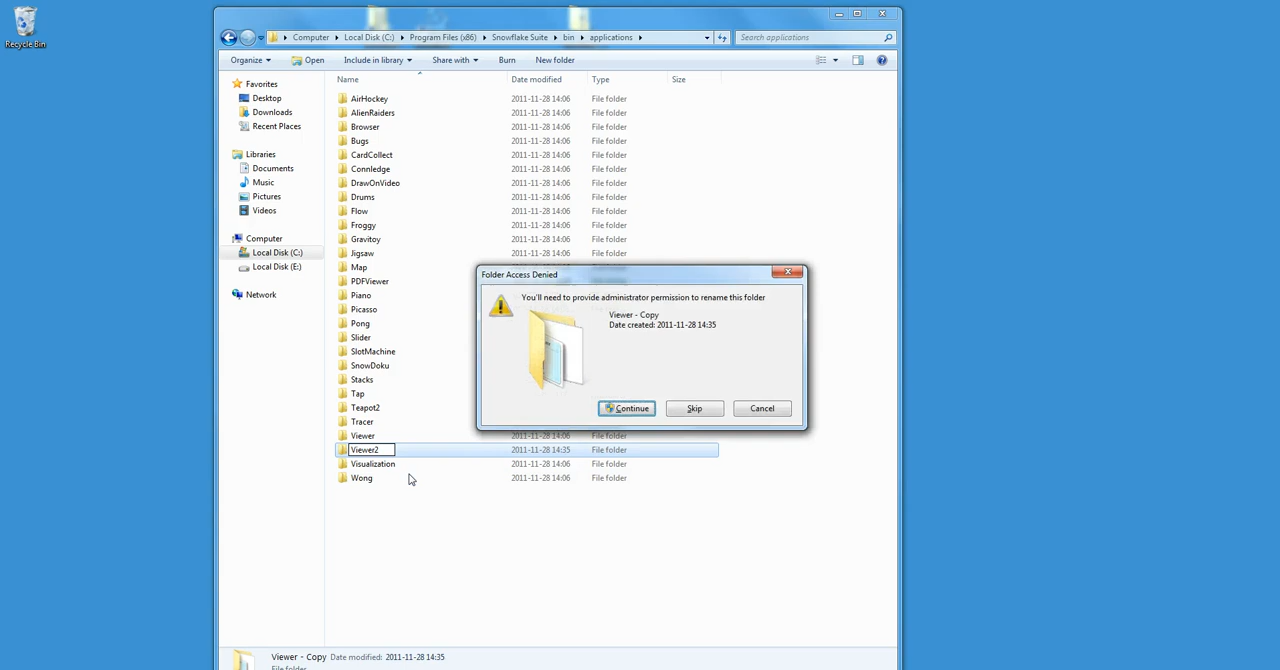 Recycle Bin
Computer Local Disk (C:) Program Files (x86) Snowflake Suite bin applications
Search applications
Organize Open Include in library Share with Burn New folder
Favorites
Desktop
Downloads
Recent Places
Libraries
Documents
Music
Pictures
Videos
Computer
Local Disk (C:)
Local Disk (E:)
Network
Name Date modified Type Size
AirHockey 2011-11-28 14:06 File folder
AlienRaiders 2011-11-28 14:06 File folder
Browser 2011-11-28 14:06 File folder
Bugs 2011-11-28 14:06 File folder
CardCollect 2011-11-28 14:06 File folder
Connledge 2011-11-28 14:06 File folder
DrawOnVideo 2011-11-28 14:06 File folder
Drums 2011-11-28 14:06 File folder
Flow 2011-11-28 14:06 File folder
Froggy 2011-11-28 14:06 File folder
Gravitoy 2011-11-28 14:06 File folder
Jigsaw 2011-11-28 14:06 File folder
Map
PDFViewer
Piano
Picasso
Pong
Slider
SlotMachine
SnowDoku
Stacks
Tap
Teapot2
Tracer
Viewer 2011-11-28 14:06 File folder
Viewer2 2011-11-28 14:35 File folder
Visualization 2011-11-28 14:06 File folder
Wong 2011-11-28 14:06 File folder
Folder Access Denied
You'll need to provide administrator permission to rename this folder
Viewer - Copy
Date created: 2011-11-28 14:35
Continue Skip Cancel
Viewer - Copy Date modified: 2011-11-28 14:35
File folder